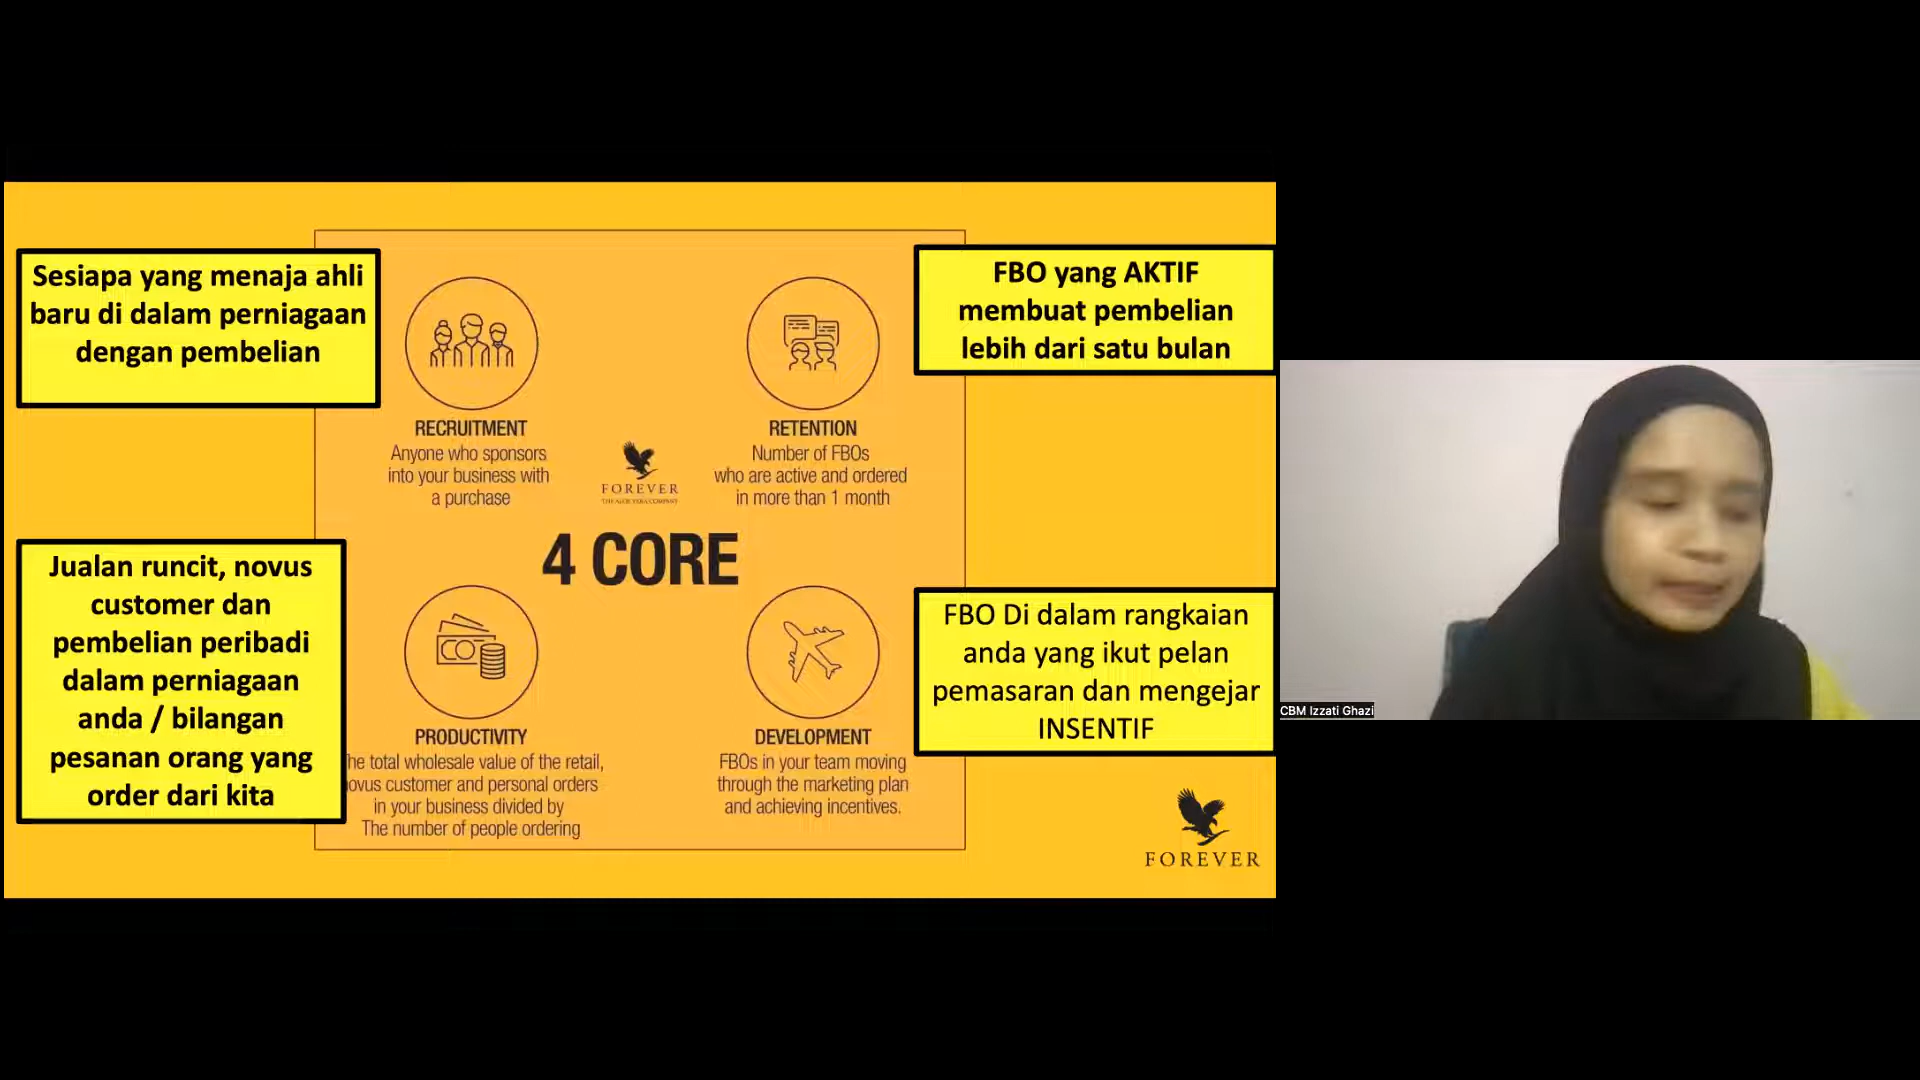 Sesiapa yang menaja ahli
baru di dalam perniagaan
dengan pembelian
FBO yang AKTIF
membuat pembelian
lebih dari satu bulan
RECRUITMENT
Anyone who sponsors
into your business with
a purchase
RETENTION
Number of FBOs
who are active and ordered
in more than 1 month
FOREVER
THE ALOE VERA COMPANY
4 CORE
Jualan runcit, novus
customer dan
pembelian peribadi
dalam perniagaan
anda / bilangan
pesanan orang yang
order dari kita
FBO Di dalam rangkaian
anda yang ikut pelan
pemasaran dan mengejar
INSENTIF
PRODUCTIVITY
he total wholesale value of the retail,
ovus customer and personal orders
in your business divided by
The number of people ordering
DEVELOPMENT
FBOs in your team moving
through the marketing plan
and achieving incentives.
FOREVER
CBM Izzati Ghazi